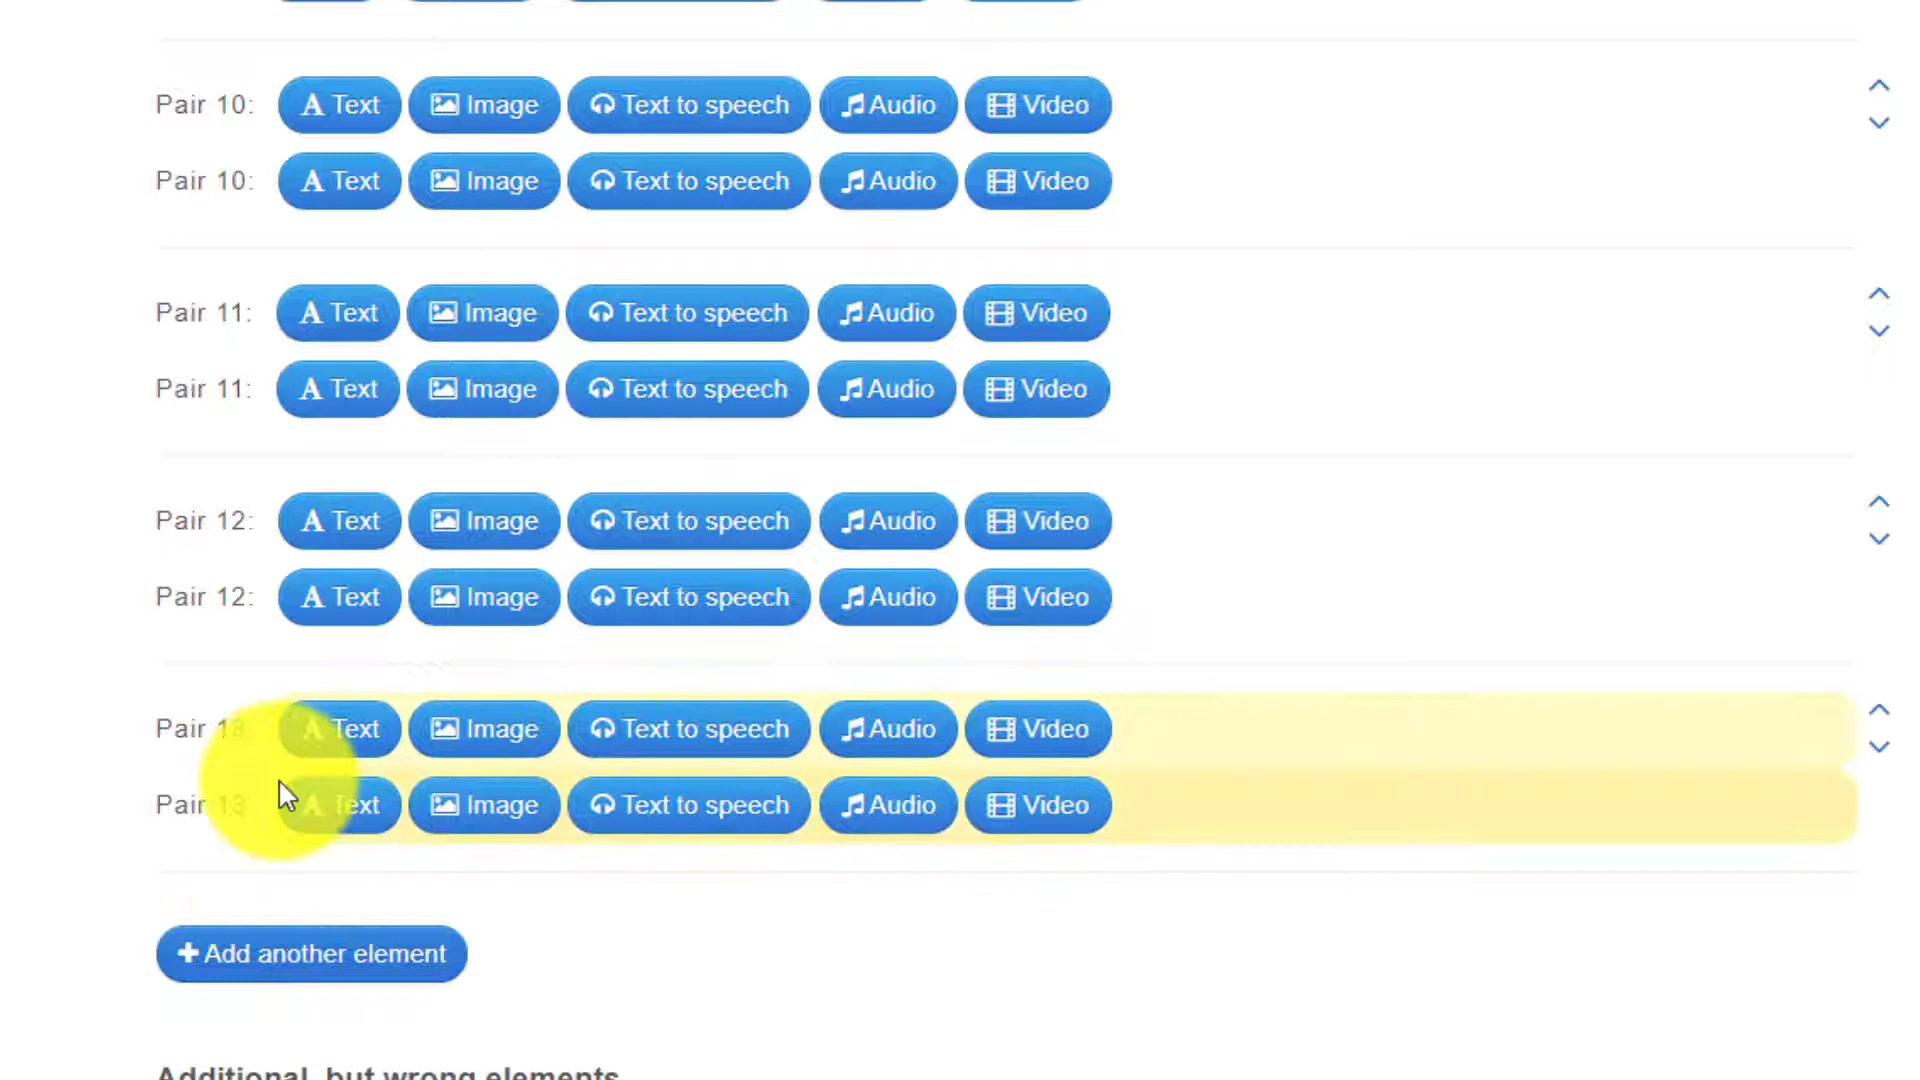 Pair 10: Text Image Text to speech Audio Video
Pair 10: Text Image Text to speech Audio Video
Pair 11: Text Image Text to speech Audio Video
Pair 11: Text Image Text to speech Audio Video
Pair 12: Text Image Text to speech Audio Video
Pair 12: Text Image Text to speech Audio Video
Pair 13 Text Image Text to speech Audio Video
Pair 13 Text Image Text to speech Audio Video
Add another element
Additional, but wrong elements